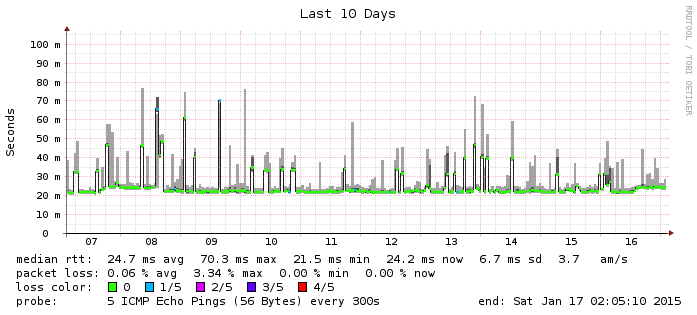 Last 10 Days
RRDTOOL / TOBI OETIKER
Seconds
100 m
90 m
80 m
70 m
60 m
50 m
40 m
30 m
20 m
10 m
0
07 08 09 10 11 12 13 14 15 16
median rtt: 24.7 ms avg 70.3 ms max 21.5 ms min 24.2 ms now 6.7 ms sd 3.7 am/s
packet loss: 0.06 % avg 3.34 % max 0.00 % min 0.00 % now
loss color: 0 1/5 2/5 3/5 4/5
probe: 5 ICMP Echo Pings (56 Bytes) every 300s end: Sat Jan 17 02:05:10 2015